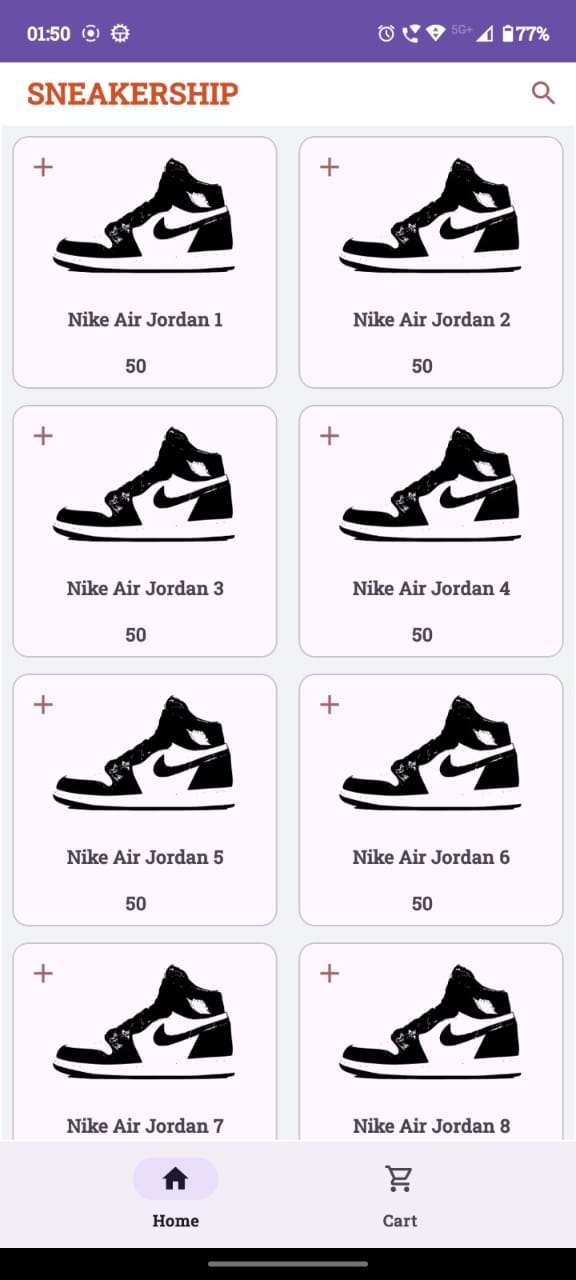 01:50 5G+ 77%
SNEAKERSHIP
Nike Air Jordan 1 Nike Air Jordan 2
50 50
Nike Air Jordan 3 Nike Air Jordan 4
50 50
Nike Air Jordan 5 Nike Air Jordan 6
50 50
Nike Air Jordan 7 Nike Air Jordan 8
Home Cart